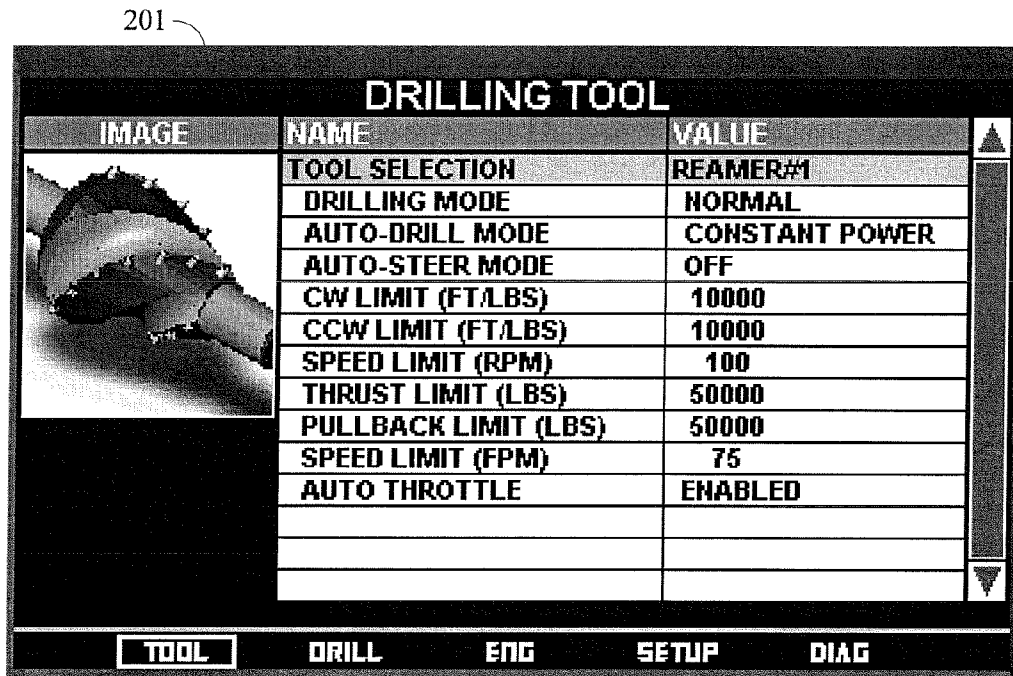 201
DRILLING TOOL
IMAGE NAME VALUE
TOOL SELECTION REAMER#1
DRILLING MODE NORMAL
AUTO-DRILL MODE CONSTANT POWER
AUTO-STEER MODE OFF
CW LIMIT (FT/LBS) 10000
CCW LIMIT (FT/LBS) 10000
SPEED LIMIT (RPM) 100
THRUST LIMIT (LBS) 50000
PULLBACK LIMIT (LBS) 50000
SPEED LIMIT (FPM) 75
AUTO THROTTLE ENABLED
TOOL DRILL ENG SETUP DIAG